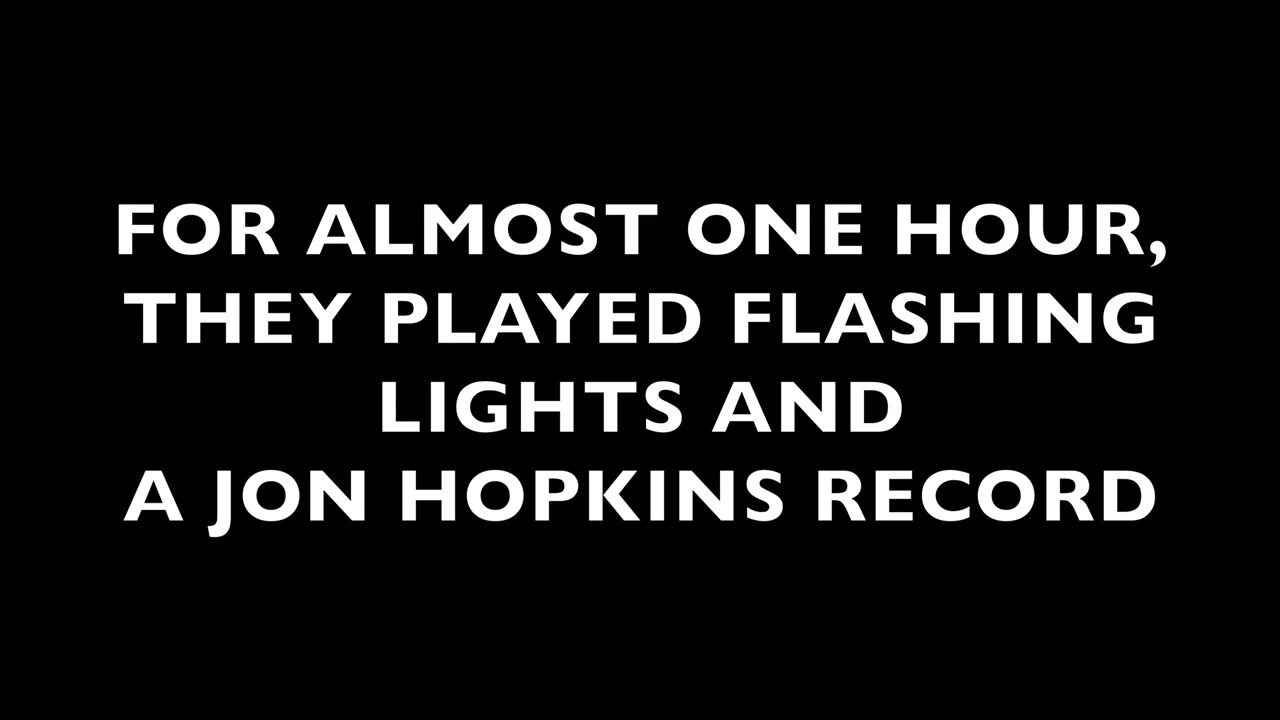 FOR ALMOST ONE HOUR,
THEY PLAYED FLASHING
LIGHTS AND
A JON HOPKINS RECORD